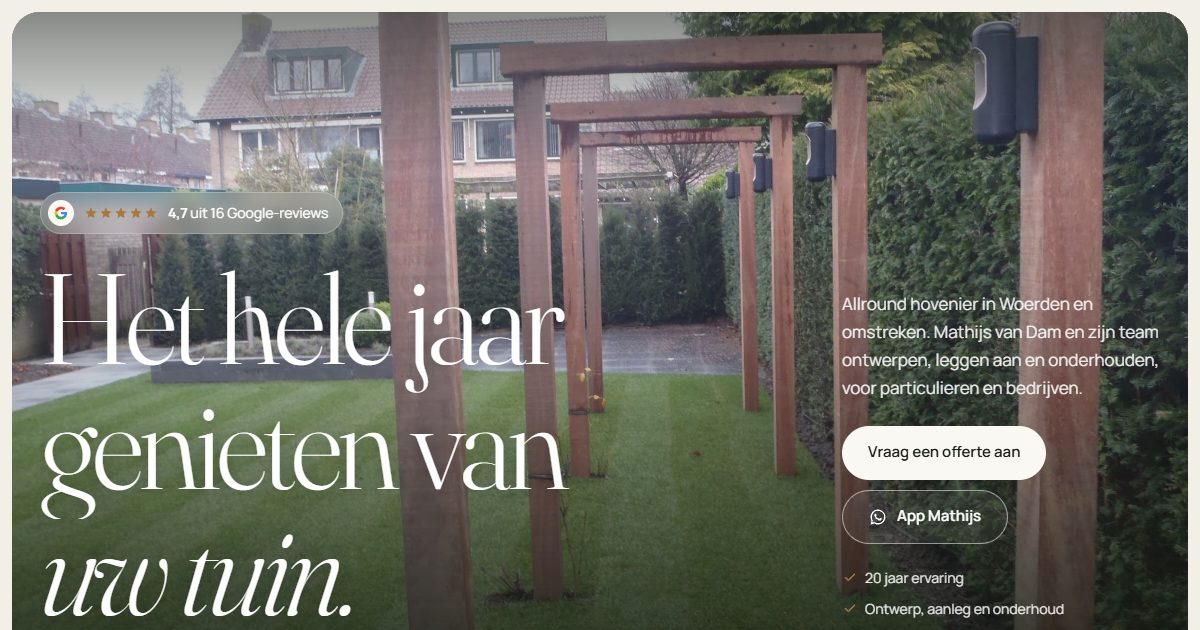 4,7 uit 16 Google-reviews
Het hele jaar
genieten van
uw tuin.
Allround hovenier in Woerden en
omstreken. Mathijs van Dam en zijn team
ontwerpen, leggen aan en onderhouden,
voor particulieren en bedrijven.
Vraag een offerte aan
App Mathijs
20 jaar ervaring
Ontwerp, aanleg en onderhoud